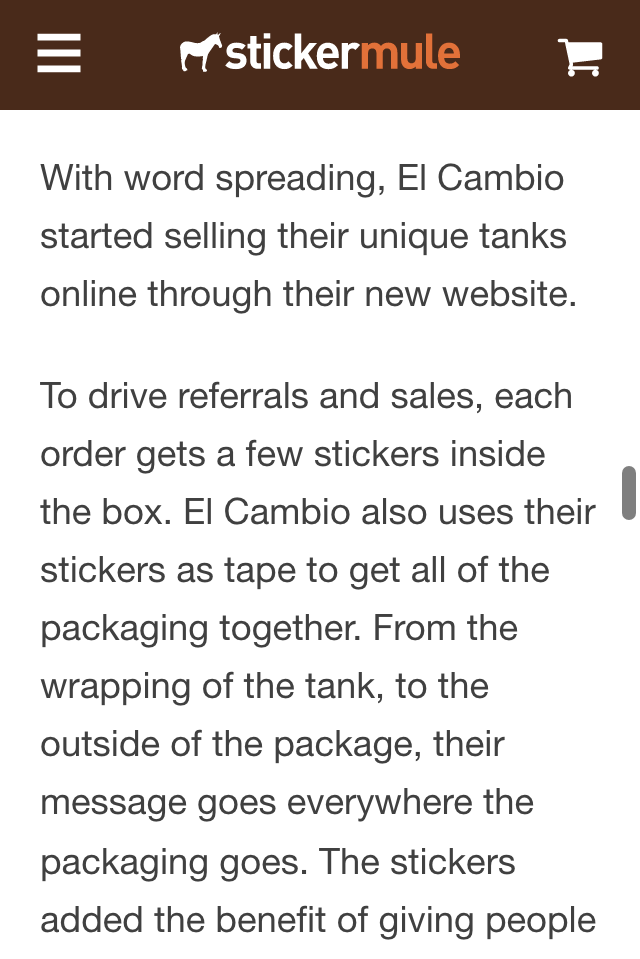 stickermule
With word spreading, El Cambio
started selling their unique tanks
online through their new website.
To drive referrals and sales, each
order gets a few stickers inside
the box. El Cambio also uses their
stickers as tape to get all of the
packaging together. From the
wrapping of the tank, to the
outside of the package, their
message goes everywhere the
packaging goes. The stickers
added the benefit of giving people